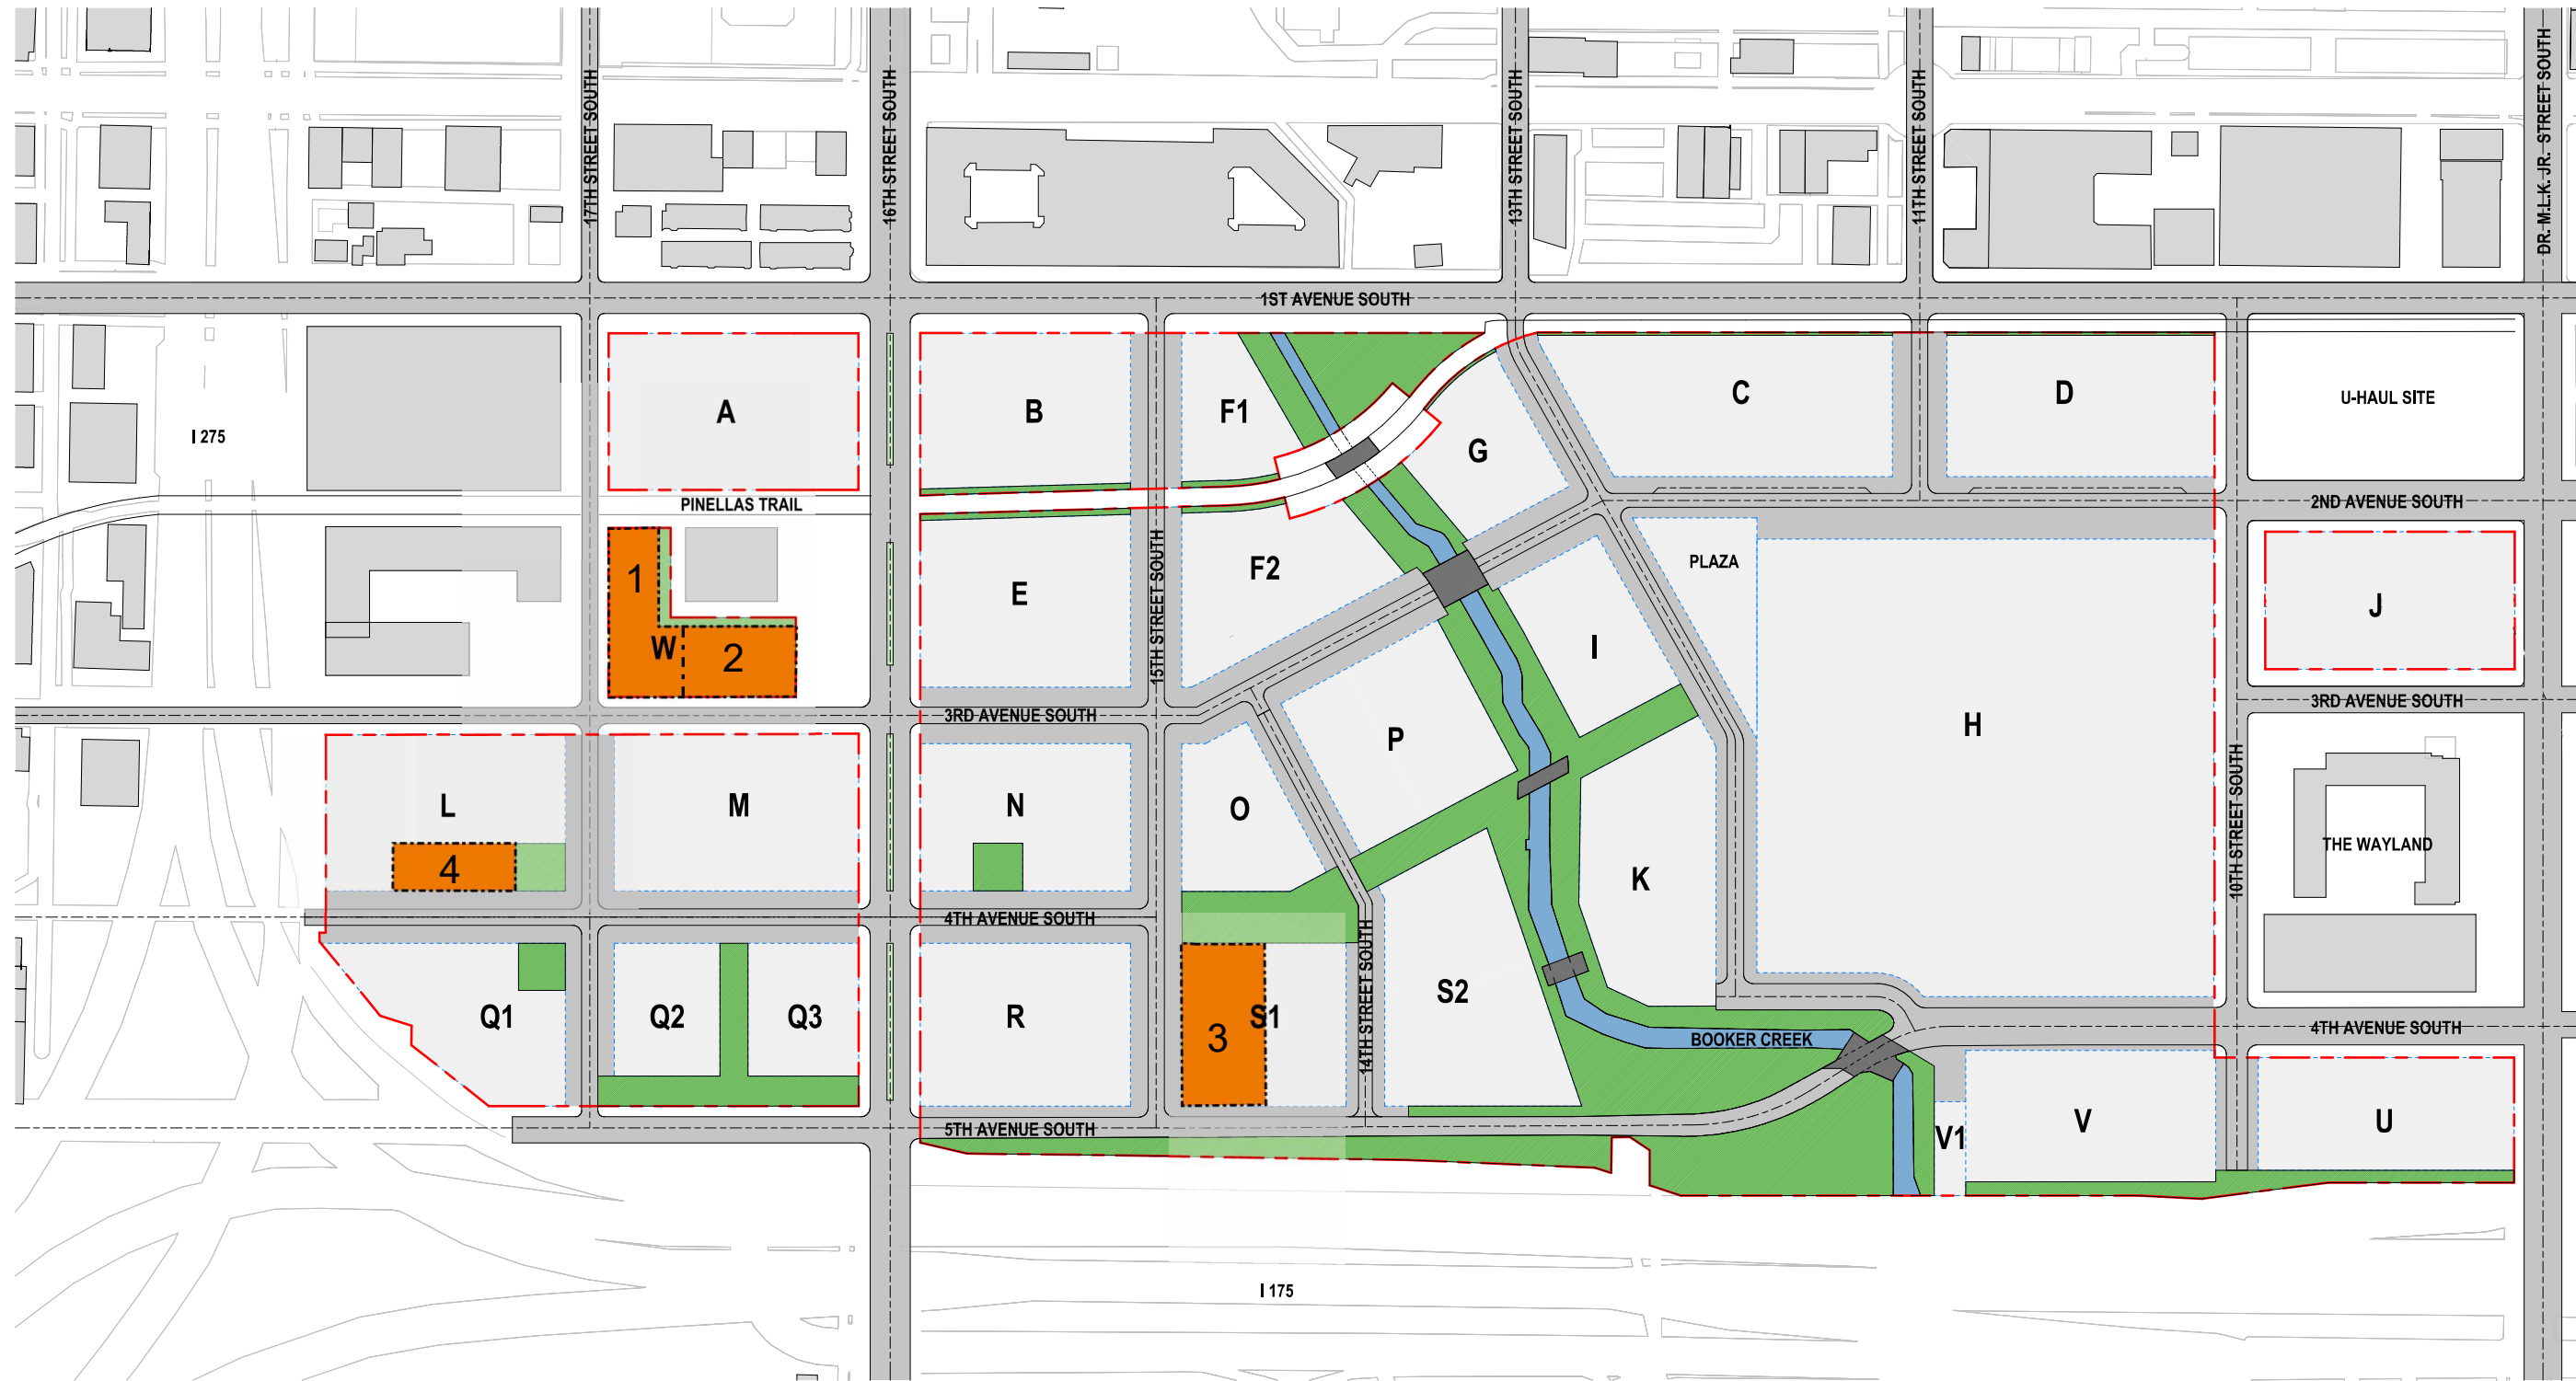 17TH STREET SOUTH
16TH STREET SOUTH
13TH STREET SOUTH
11TH STREET SOUTH
DR. M.L.K. JR. STREET SOUTH
1ST AVENUE SOUTH
A
B
F1
G
C
D
U-HAUL SITE
I 275
PINELLAS TRAIL
2ND AVENUE SOUTH
1
W
2
E
15TH STREET SOUTH
F2
I
PLAZA
H
J
3RD AVENUE SOUTH
3RD AVENUE SOUTH
L
4
M
N
O
P
K
10TH STREET SOUTH
THE WAYLAND
4TH AVENUE SOUTH
Q1
Q2
Q3
R
3
S1
14TH STREET SOUTH
S2
BOOKER CREEK
4TH AVENUE SOUTH
5TH AVENUE SOUTH
V1
V
U
I 175